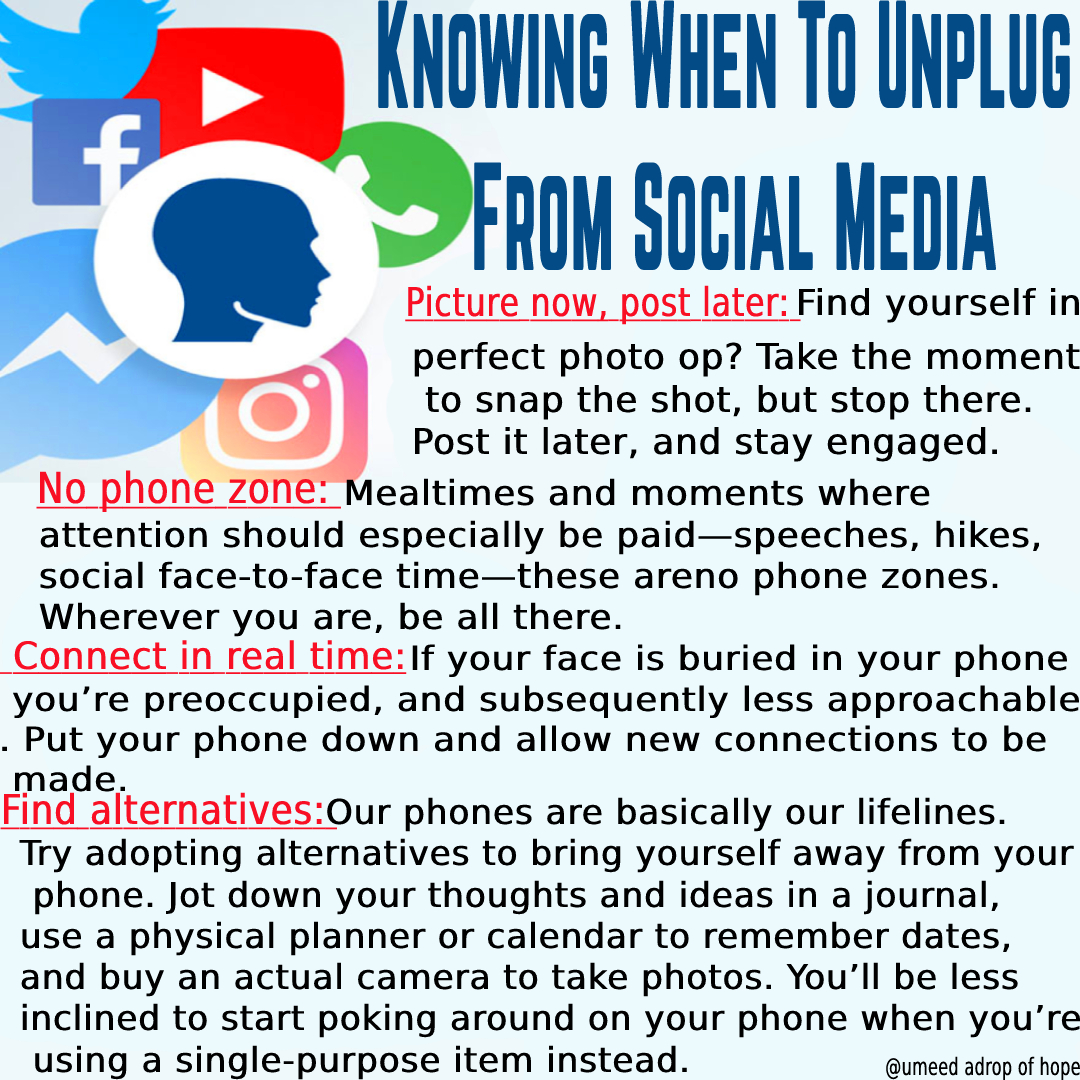 Knowing When To Unplug
From Social Media
Picture now, post later: Find yourself in
perfect photo op? Take the moment
to snap the shot, but stop there.
Post it later, and stay engaged.
No phone zone: Mealtimes and moments where
attention should especially be paid—speeches, hikes,
social face-to-face time—these areno phone zones.
Wherever you are, be all there.
Connect in real time: If your face is buried in your phone
you’re preoccupied, and subsequently less approachable
. Put your phone down and allow new connections to be
made.
Find alternatives: Our phones are basically our lifelines.
Try adopting alternatives to bring yourself away from your
phone. Jot down your thoughts and ideas in a journal,
use a physical planner or calendar to remember dates,
and buy an actual camera to take photos. You’ll be less
inclined to start poking around on your phone when you’re
using a single-purpose item instead.
@umeed adrop of hope